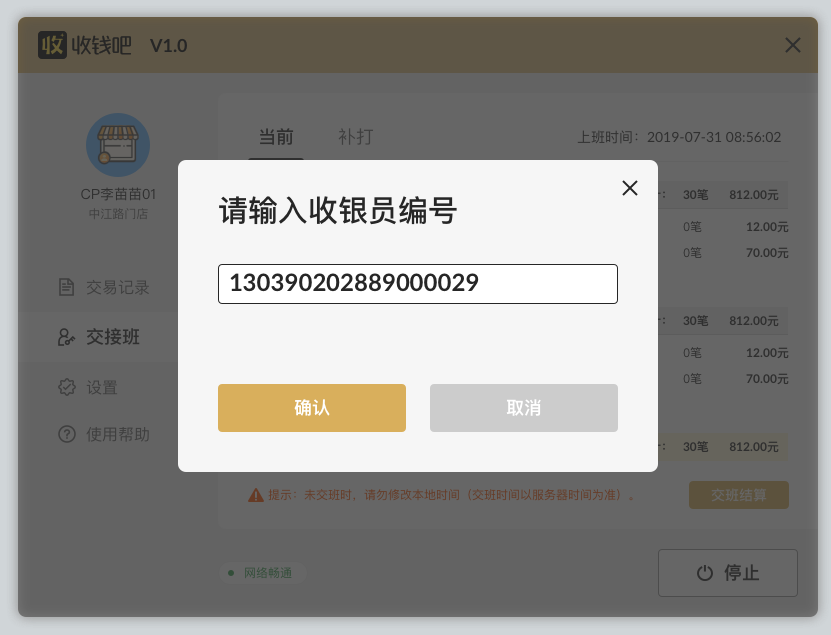 收 收钱吧 V1.0
当前 补打 上班时间：2019-07-31 08:56:02
CP李苗苗01
中江路门店
交易记录
交接班
设置
使用帮助
请输入收银员编号
130390202889000029
确认 取消
30笔 812.00元
0笔 12.00元
0笔 70.00元
30笔 812.00元
0笔 12.00元
0笔 70.00元
30笔 812.00元
提示：未交班时，请勿修改本地时间（交班时间以服务器时间为准）。
交班结算
网络畅通
停止